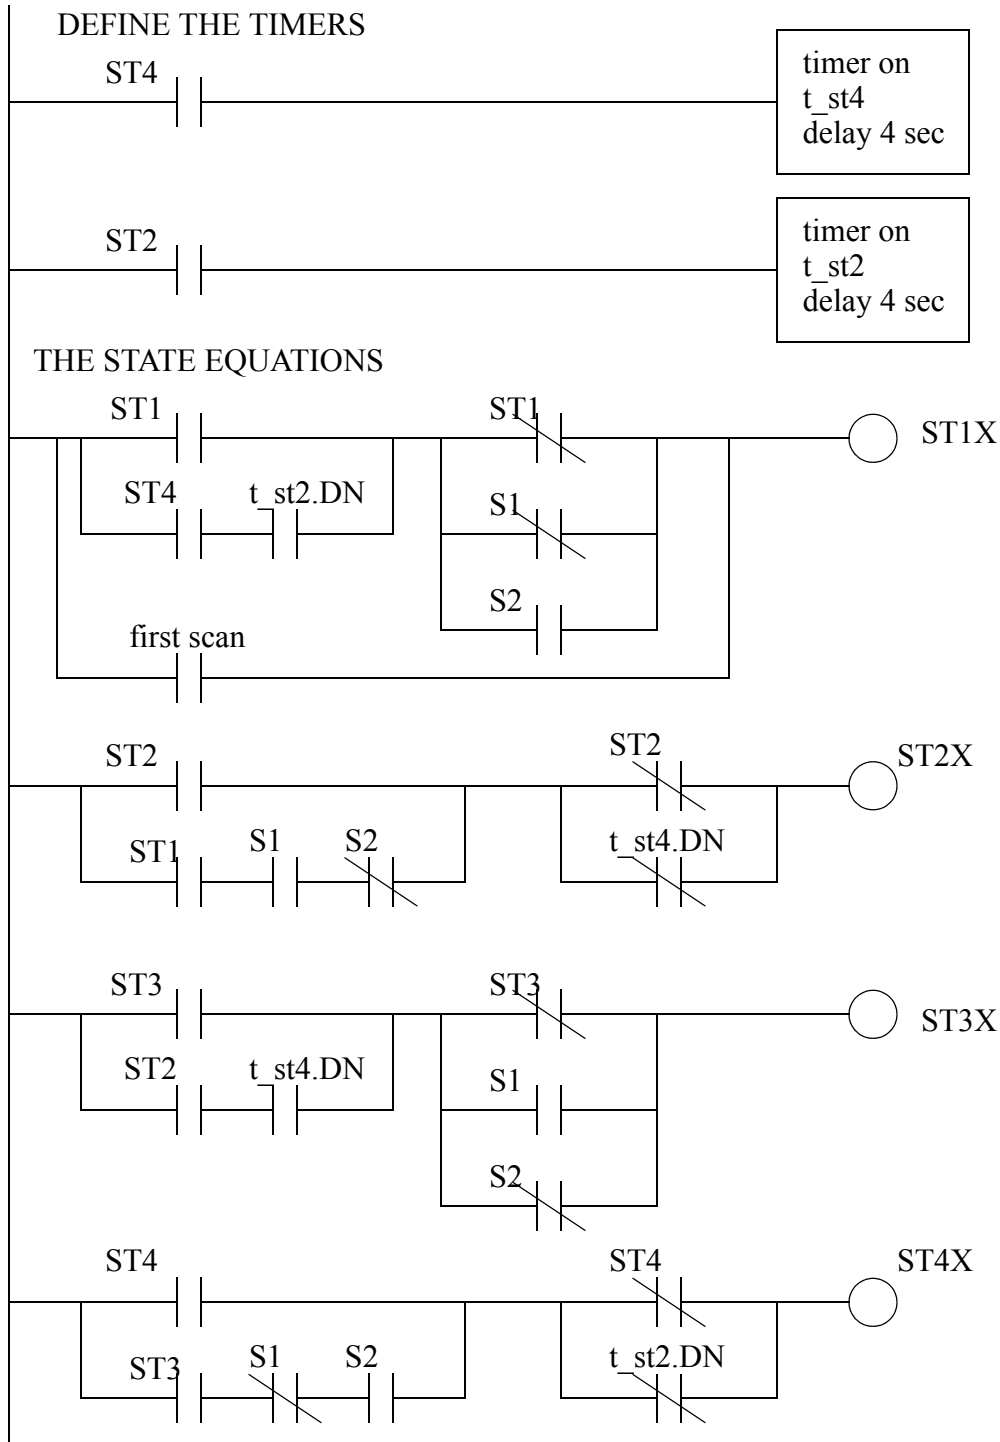 DEFINE THE TIMERS
ST4
timer on
t_st4
delay 4 sec
ST2
timer on
t_st2
delay 4 sec
THE STATE EQUATIONS
ST1
ST1
ST1X
ST4
t_st2.DN
S1
S2
first scan
ST2
ST2
ST2X
ST1
S1
S2
t_st4.DN
ST3
ST3
ST3X
ST2
t_st4.DN
S1
S2
ST4
ST4
ST4X
ST3
S1
S2
t_st2.DN